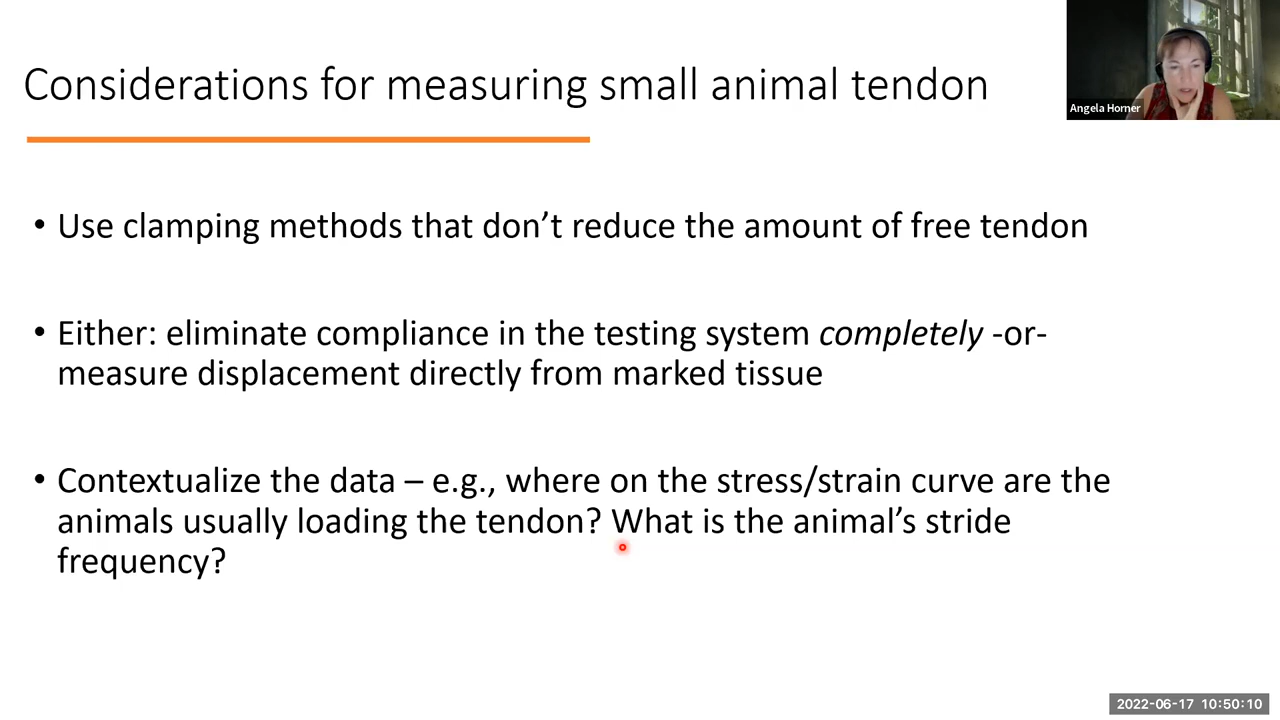 Considerations for measuring small animal tendon
Angela Horner
• Use clamping methods that don’t reduce the amount of free tendon
• Either: eliminate compliance in the testing system completely -or-
measure displacement directly from marked tissue
• Contextualize the data – e.g., where on the stress/strain curve are the
animals usually loading the tendon? What is the animal’s stride
frequency?
2022-06-17 10:50:10